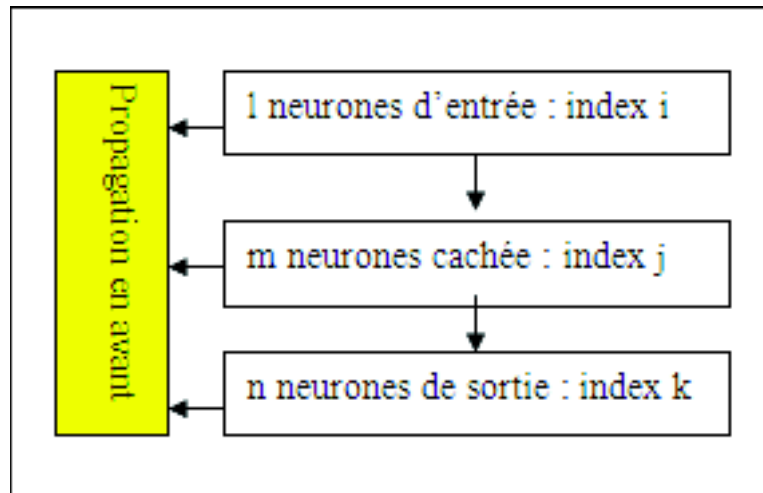 Propagation en avant
l neurones d'entrée : index i
m neurones cachée : index j
n neurones de sortie : index k